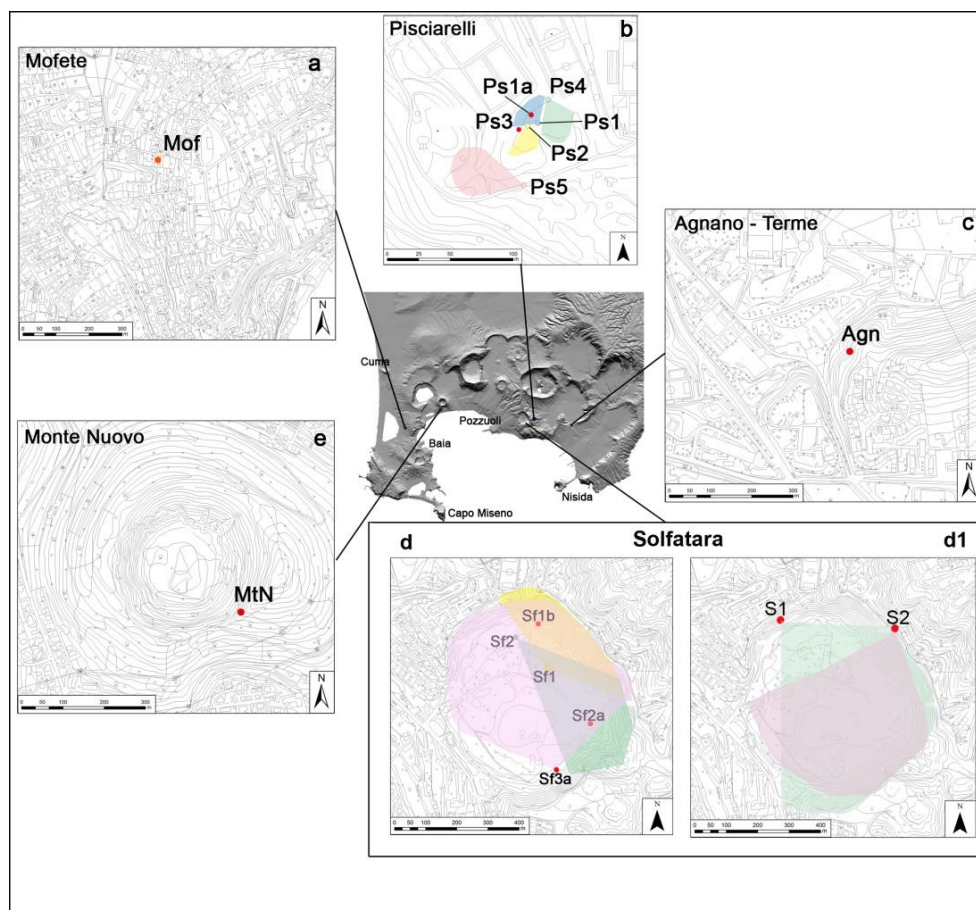 Mofete
a
Mof
N
0 50 100 200 300 m
Pisciarelli
b
Ps1a
Ps4
Ps3
Ps1
Ps2
Ps5
0 25 50 100 m
N
Agnano - Terme
c
Agn
N
0 50 100 200 300 m
Cuma
Pozzuoli
Baia
Nisida
Capo Miseno
Monte Nuovo
e
MtN
N
0 50 100 200 300 m
Solfatara
d
d1
Sf1b
Sf2
Sf1
Sf2a
Sf3a
N
0 50 100 200 300 400 m
S1
S2
N
0 50 100 200 300 400 m